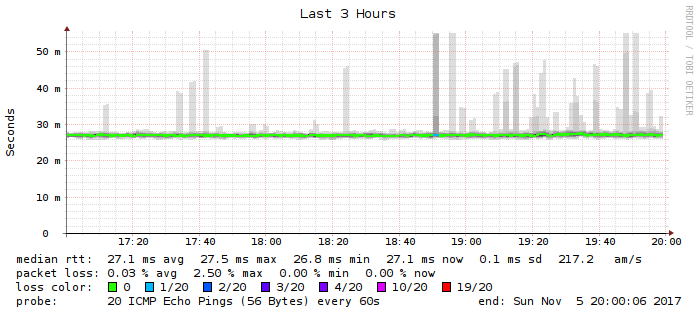 Last 3 Hours
RRDTOOL / TOBI OETIKER
Seconds
50 m
40 m
30 m
20 m
10 m
0
17:20 17:40 18:00 18:20 18:40 19:00 19:20 19:40 20:00
median rtt: 27.1 ms avg 27.5 ms max 26.8 ms min 27.1 ms now 0.1 ms sd 217.2 am/s
packet loss: 0.03 % avg 2.50 % max 0.00 % min 0.00 % now
loss color: 0 1/20 2/20 3/20 4/20 10/20 19/20
probe: 20 ICMP Echo Pings (56 Bytes) every 60s end: Sun Nov 5 20:00:06 2017